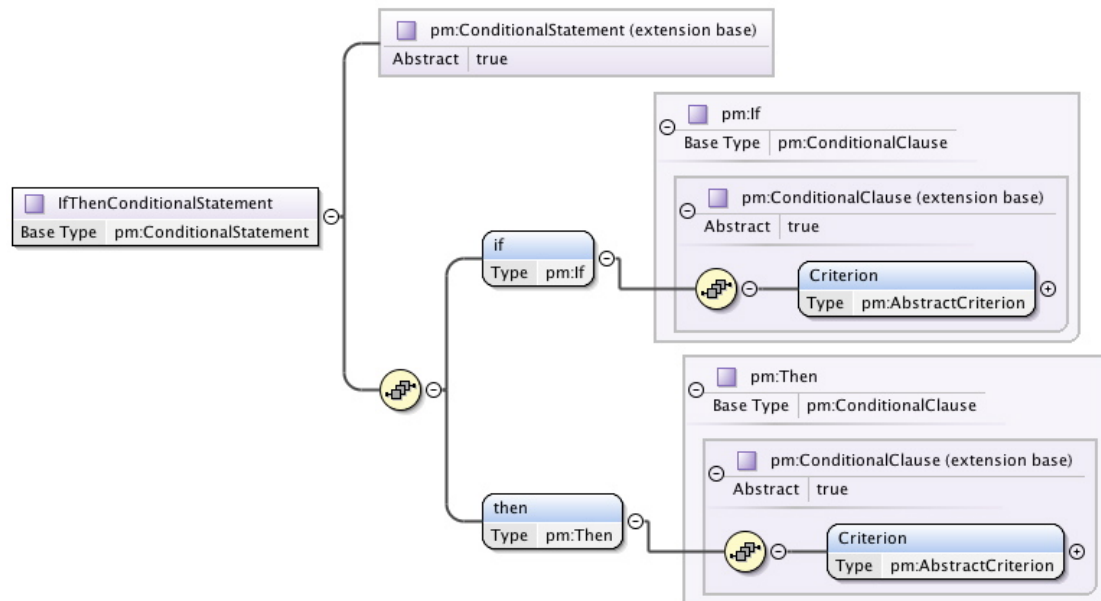 pm:ConditionalStatement (extension base)
Abstract true
pm:If
Base Type pm:ConditionalClause
pm:ConditionalClause (extension base)
Abstract true
IfThenConditionalStatement
Base Type pm:ConditionalStatement
if
Type pm:If
Criterion
Type pm:AbstractCriterion
pm:Then
Base Type pm:ConditionalClause
pm:ConditionalClause (extension base)
Abstract true
then
Type pm:Then
Criterion
Type pm:AbstractCriterion